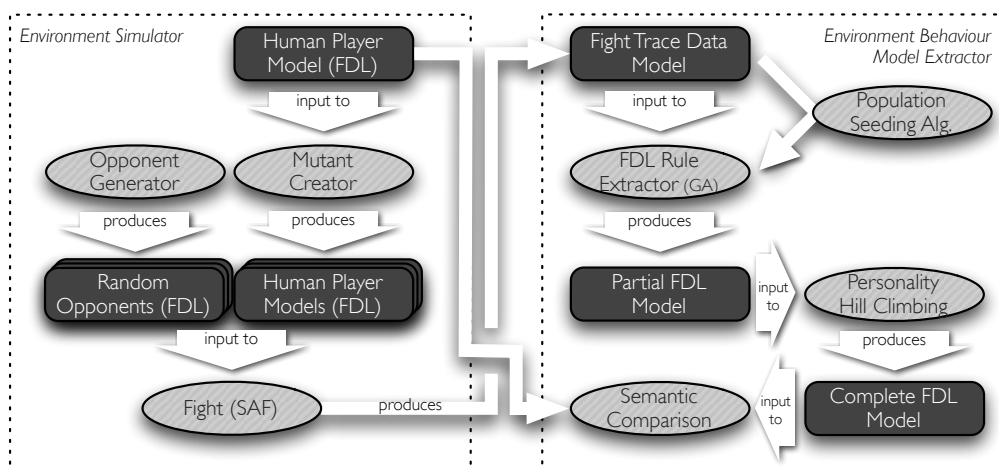 Environment Simulator
Human Player
Model (FDL)
input to
Opponent
Generator
Mutant
Creator
produces
produces
Random
Opponents (FDL)
Human Player
Models (FDL)
input to
Fight (SAF)
produces
Environment Behaviour
Model Extractor
Fight Trace Data
Model
input to
Population
Seeding Alg.
FDL Rule
Extractor (GA)
produces
Partial FDL
Model
input
to
Personality
Hill Climbing
produces
Semantic
Comparison
input
to
Complete FDL
Model